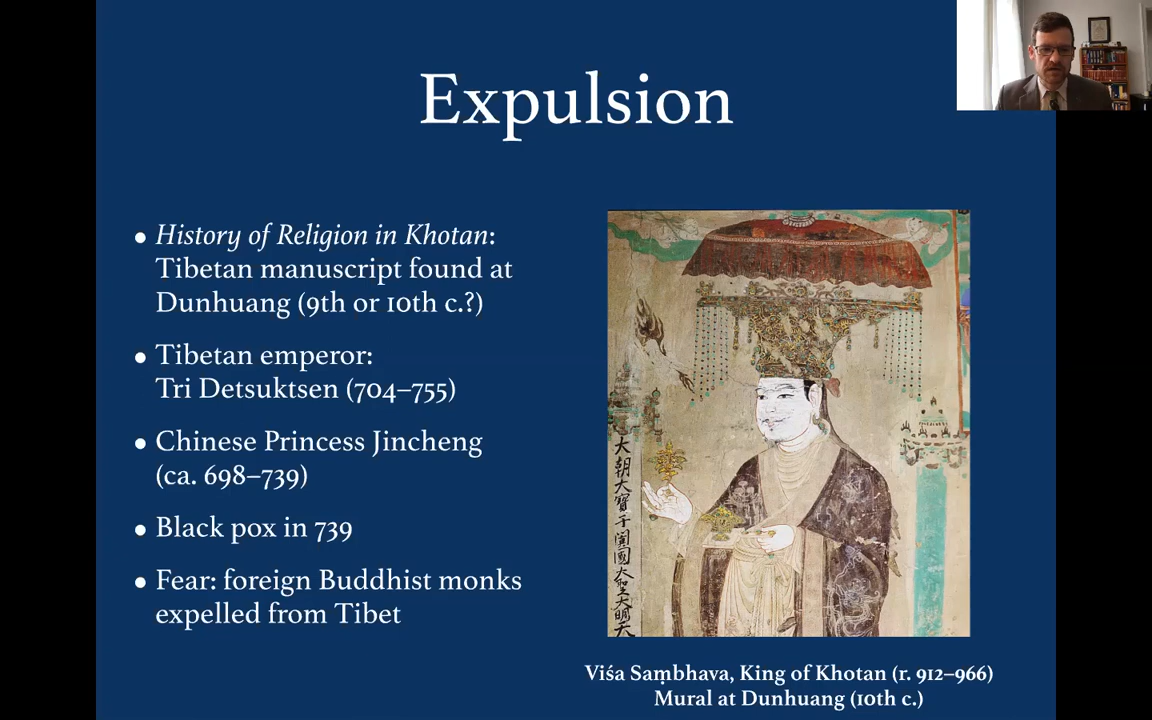 Expulsion
• History of Religion in Khotan:
Tibetan manuscript found at
Dunhuang (9th or 10th c.?)
• Tibetan emperor:
Tri Detsuktsen (704–755)
• Chinese Princess Jincheng
(ca. 698–739)
• Black pox in 739
• Fear: foreign Buddhist monks
expelled from Tibet
大朝大寶于闐國大聖大明天
Viśa Saṃbhava, King of Khotan (r. 912–966)
Mural at Dunhuang (10th c.)